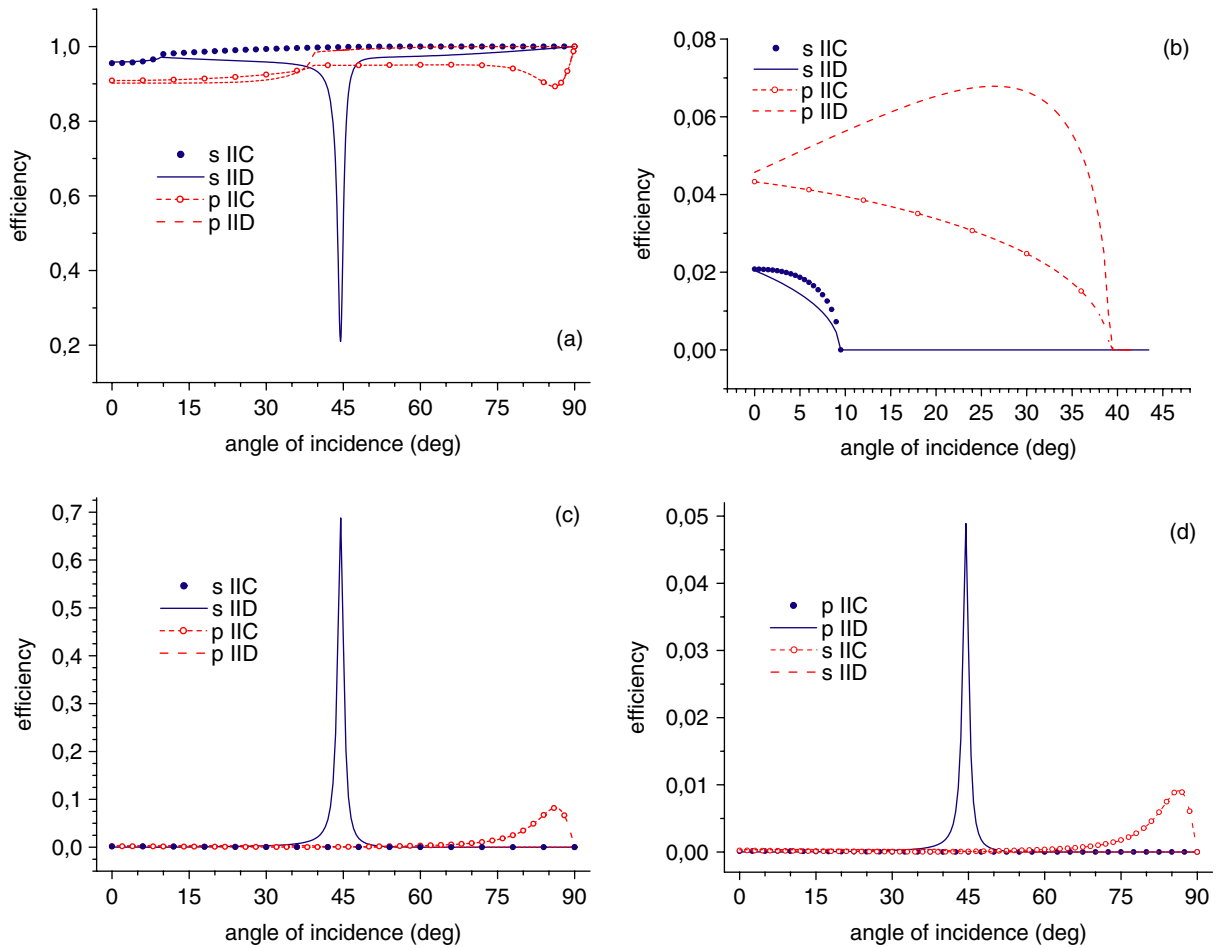 1,0
0,8
0,6
0,4
0,2
efficiency
s IIC
s IID
p IIC
p IID
(a)
0
15
30
45
60
75
90
angle of incidence (deg)
0,08
0,06
0,04
0,02
0,00
efficiency
s IIC
s IID
p IIC
p IID
(b)
0
5
10
15
20
25
30
35
40
45
angle of incidence (deg)
0,7
0,6
0,5
0,4
0,3
0,2
0,1
0,0
efficiency
s IIC
s IID
p IIC
p IID
(c)
0
15
30
45
60
75
90
angle of incidence (deg)
0,05
0,04
0,03
0,02
0,01
0,00
efficiency
p IIC
p IID
s IIC
s IID
(d)
0
15
30
45
60
75
90
angle of incidence (deg)